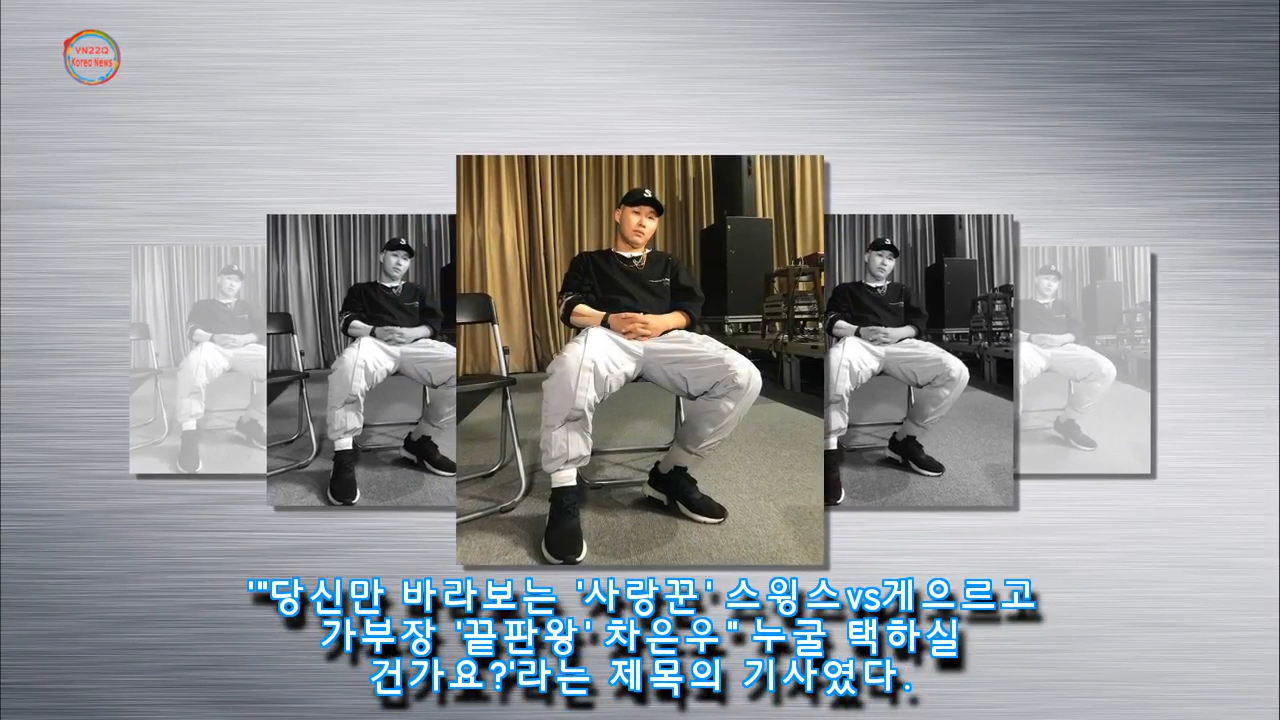 VN22Q
Korea News
S
'"당신만 바라보는 '사랑꾼' 스윙스vs게으르고
가부장 '끝판왕' 차은우" 누굴 택하실
건가요?'라는 제목의 기사였다.